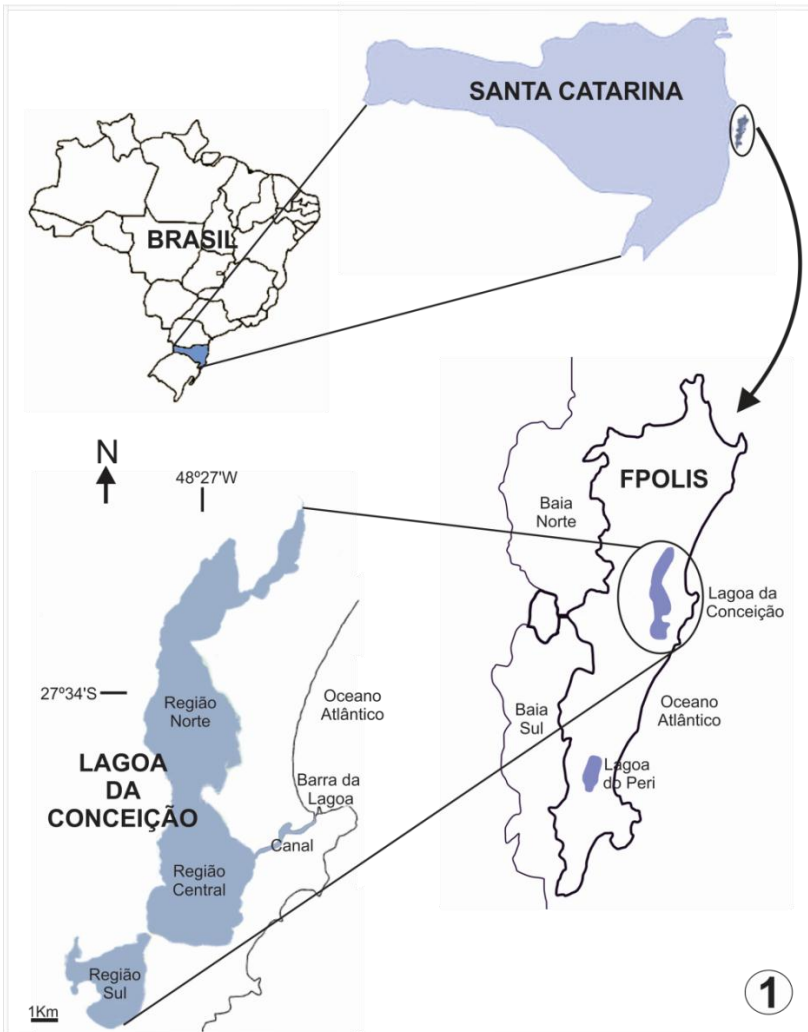 SANTA CATARINA
BRASIL
N
48º27'W
FPOLIS
Baia
Norte
Lagoa da
Conceição
27º34'S
Região
Norte
Oceano
Atlântico
Baia
Sul
Oceano
Atlântico
LAGOA
DA
CONCEIÇÃO
Barra da
Lagoa
Lagoa
do Peri
Canal
Região
Central
Região
Sul
1Km
1